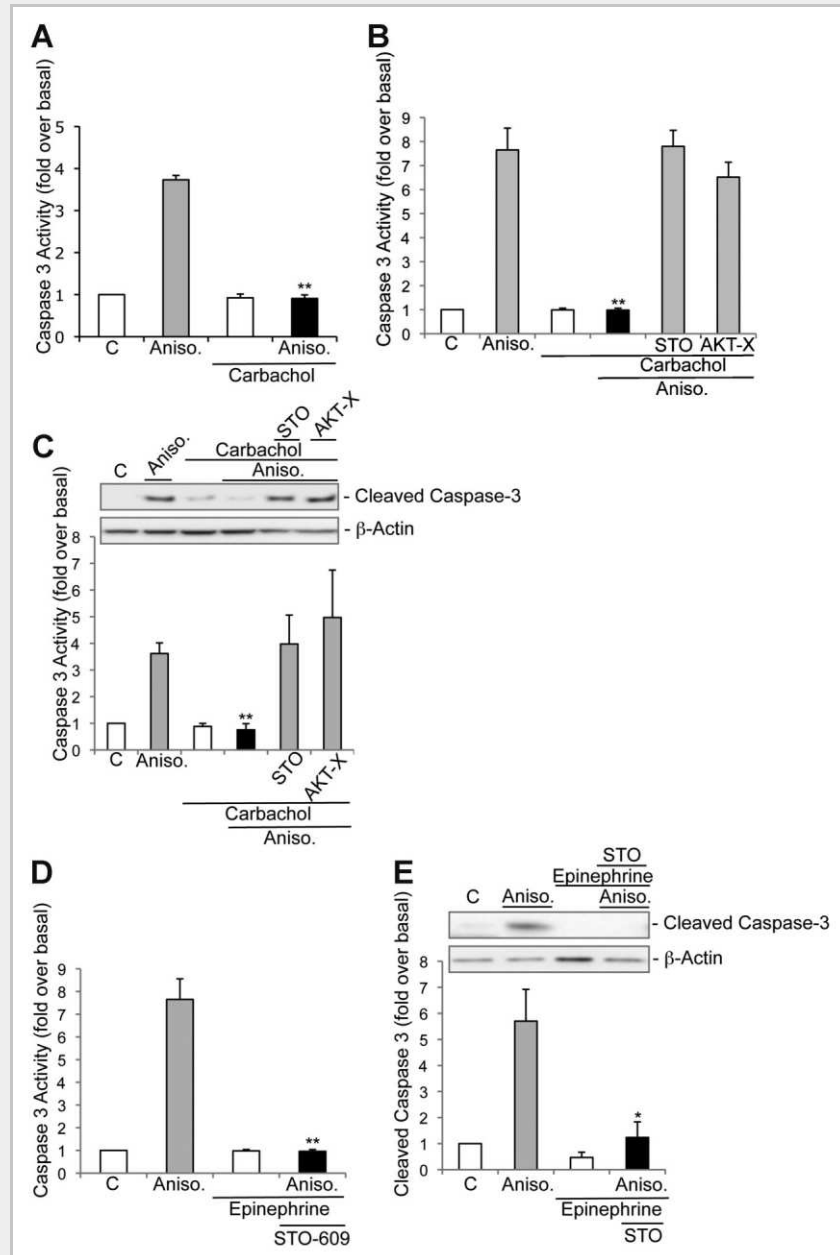 A
Caspase 3 Activity (fold over basal)
5
4
3
2
1
0
**
C Aniso. Aniso.
Carbachol
B
Caspase 3 Activity (fold over basal)
9
8
7
6
5
4
3
2
1
0
**
C Aniso. STO AKT-X
Carbachol
Aniso.
C
STO AKT-X
Carbachol
C Aniso. Aniso.
- Cleaved Caspase-3
- β-Actin
Caspase 3 Activity (fold over basal)
8
7
6
5
4
3
2
1
0
**
C Aniso. STO AKT-X
Carbachol
Aniso.
D
Caspase 3 Activity (fold over basal)
9
8
7
6
5
4
3
2
1
0
**
C Aniso. Aniso.
Epinephrine
STO-609
E
STO
Epinephrine
C Aniso. Aniso.
- Cleaved Caspase-3
- β-Actin
Cleaved Caspase 3 (fold over basal)
8
7
6
5
4
3
2
1
0
*
C Aniso. Aniso.
Epinephrine
STO